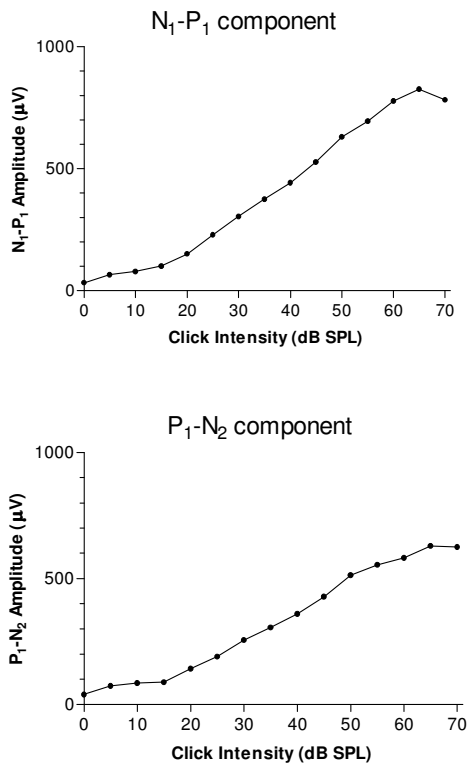 N₁-P₁ component
1000
500
0
N₁-P₁ Amplitude (μV)
0 10 20 30 40 50 60 70
Click Intensity (dB SPL)
P₁-N₂ component
1000
500
0
P₁-N₂ Amplitude (μV)
0 10 20 30 40 50 60 70
Click Intensity (dB SPL)